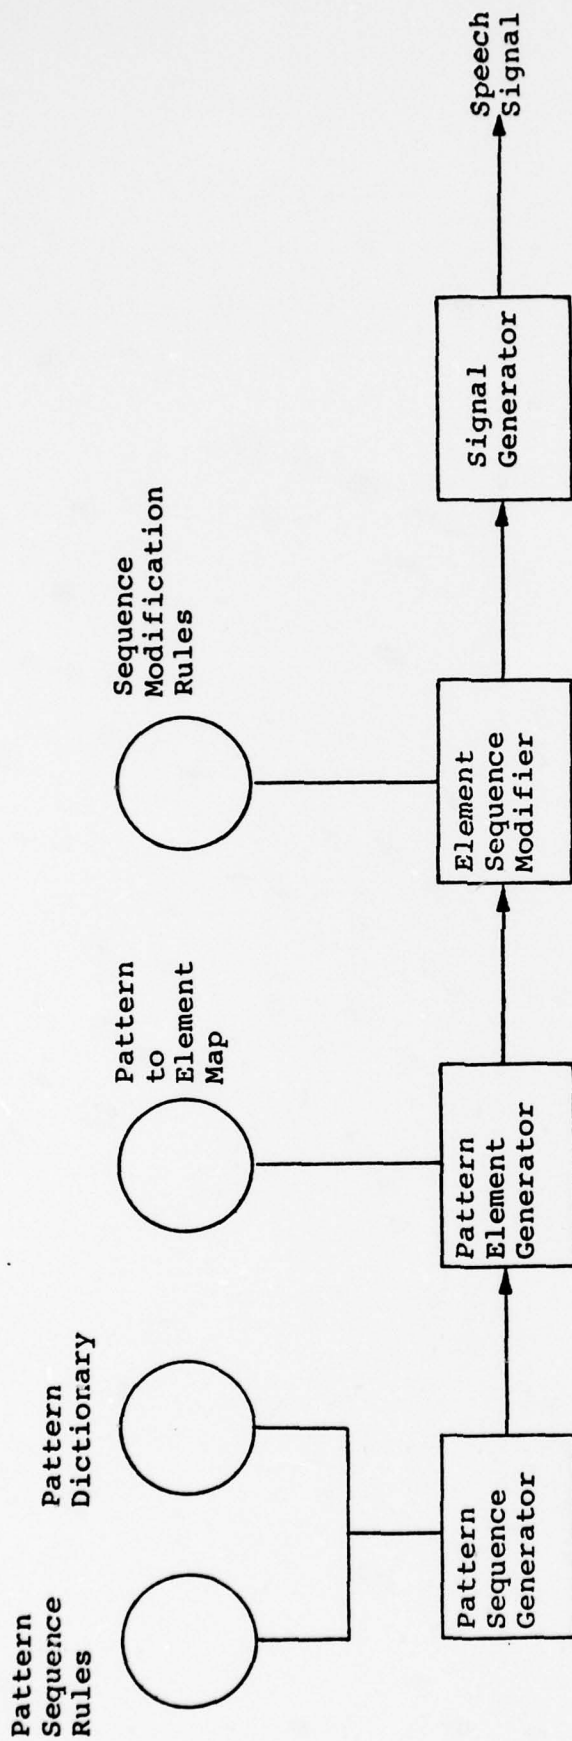 Pattern
Sequence
Rules
Pattern
Dictionary
Pattern
to
Element
Map
Sequence
Modification
Rules
Pattern
Sequence
Generator
Pattern
Element
Generator
Element
Sequence
Modifier
Signal
Generator
Speech
Signal